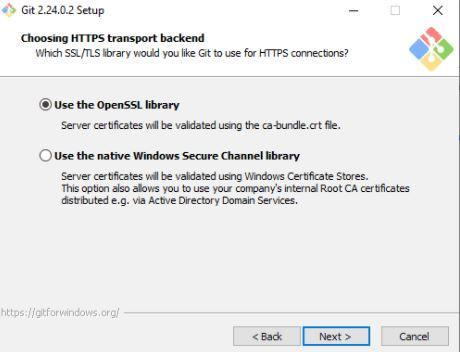 Git 2.24.0.2 Setup
Choosing HTTPS transport backend
Which SSL/TLS library would you like Git to use for HTTPS connections?
Use the OpenSSL library
Server certificates will be validated using the ca-bundle.crt file.
Use the native Windows Secure Channel library
Server certificates will be validated using Windows Certificate Stores.
This option also allows you to use your company's internal Root CA certificates
distributed e.g. via Active Directory Domain Services.
https://gitforwindows.org/
< Back
Next >
Cancel